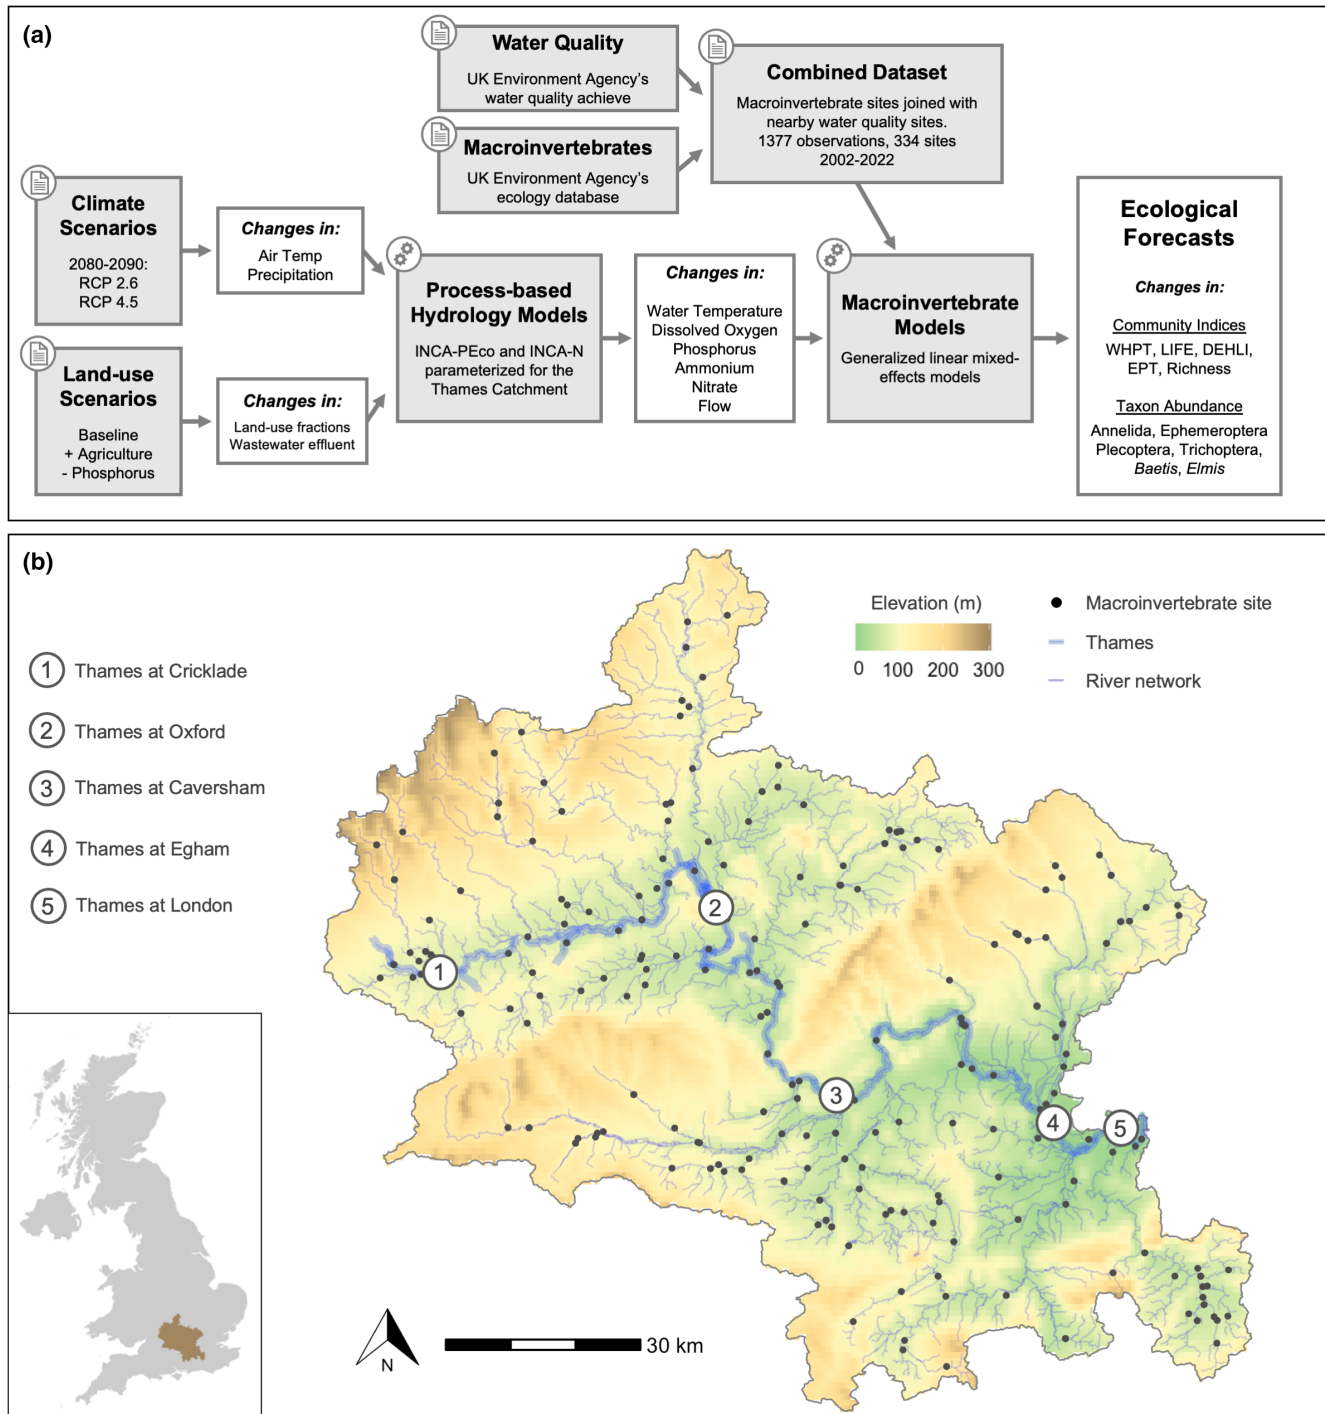 (a)
Water Quality
UK Environment Agency's
water quality achieve
Macroinvertebrates
UK Environment Agency's
ecology database
Combined Dataset
Macroinvertebrate sites joined with
nearby water quality sites.
1377 observations, 334 sites
2002-2022
Climate
Scenarios
2080-2090:
RCP 2.6
RCP 4.5
Changes in:
Air Temp
Precipitation
Land-use
Scenarios
Baseline
+ Agriculture
- Phosphorus
Changes in:
Land-use fractions
Wastewater effluent
Process-based
Hydrology Models
INCA-PEco and INCA-N
parameterized for the
Thames Catchment
Changes in:
Water Temperature
Dissolved Oxygen
Phosphorus
Ammonium
Nitrate
Flow
Macroinvertebrate
Models
Generalized linear mixed-
effects models
Ecological
Forecasts
Changes in:
Community Indices
WHPT, LIFE, DEHLI,
EPT, Richness
Taxon Abundance
Annelida, Ephemeroptera
Plecoptera, Trichoptera,
Baetis, Elmis
(b)
1 Thames at Cricklade
2 Thames at Oxford
3 Thames at Caversham
4 Thames at Egham
5 Thames at London
Elevation (m)
0 100 200 300
Macroinvertebrate site
Thames
River network
2
1
3
4
5
N
30 km